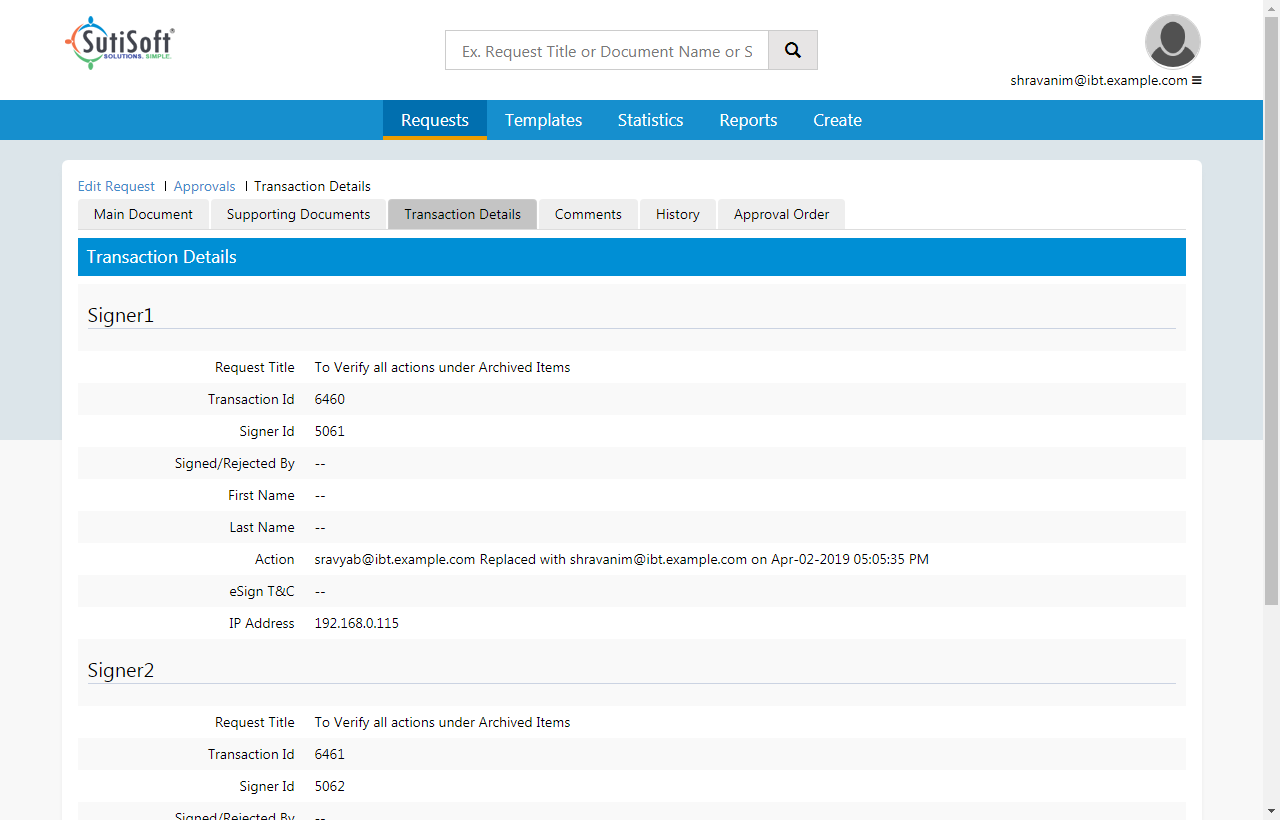 SutiSoft®
SOLUTIONS. SIMPLE.
Ex. Request Title or Document Name or S
shravanim@ibt.example.com
Requests Templates Statistics Reports Create
Edit Request | Approvals | Transaction Details
Main Document Supporting Documents Transaction Details Comments History Approval Order
Transaction Details
Signer1
Request Title To Verify all actions under Archived Items
Transaction Id 6460
Signer Id 5061
Signed/Rejected By --
First Name --
Last Name --
Action sravyab@ibt.example.com Replaced with shravanim@ibt.example.com on Apr-02-2019 05:05:35 PM
eSign T&C --
IP Address 192.168.0.115
Signer2
Request Title To Verify all actions under Archived Items
Transaction Id 6461
Signer Id 5062
Signed/Rejected By --